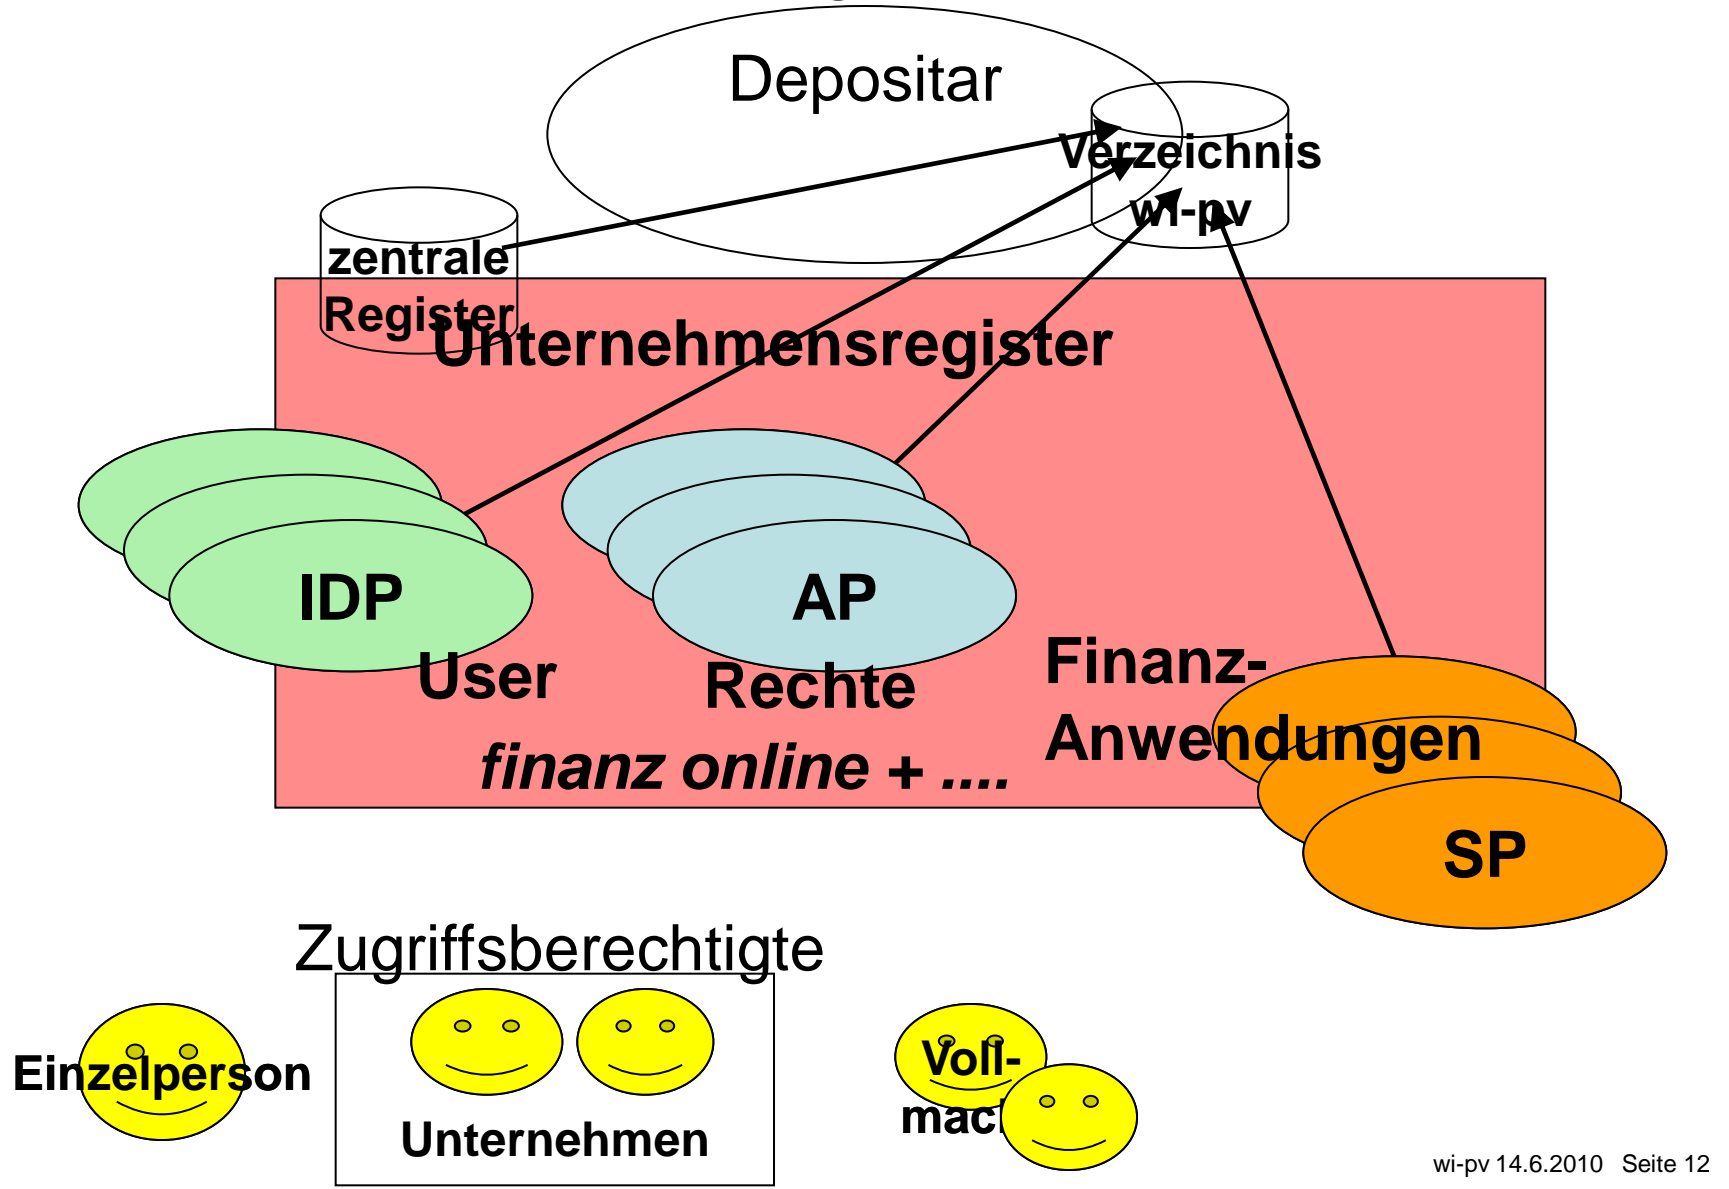 Depositar
Verzeichnis
wi-pv
zentrale
Register
Unternehmensregister
IDP
AP
User
Rechte
Finanz-
Anwendungen
finanz online + ....
SP
Zugriffsberechtigte
Einzelperson
Unternehmen
Voll-
wi-pv 14.6.2010 Seite 12